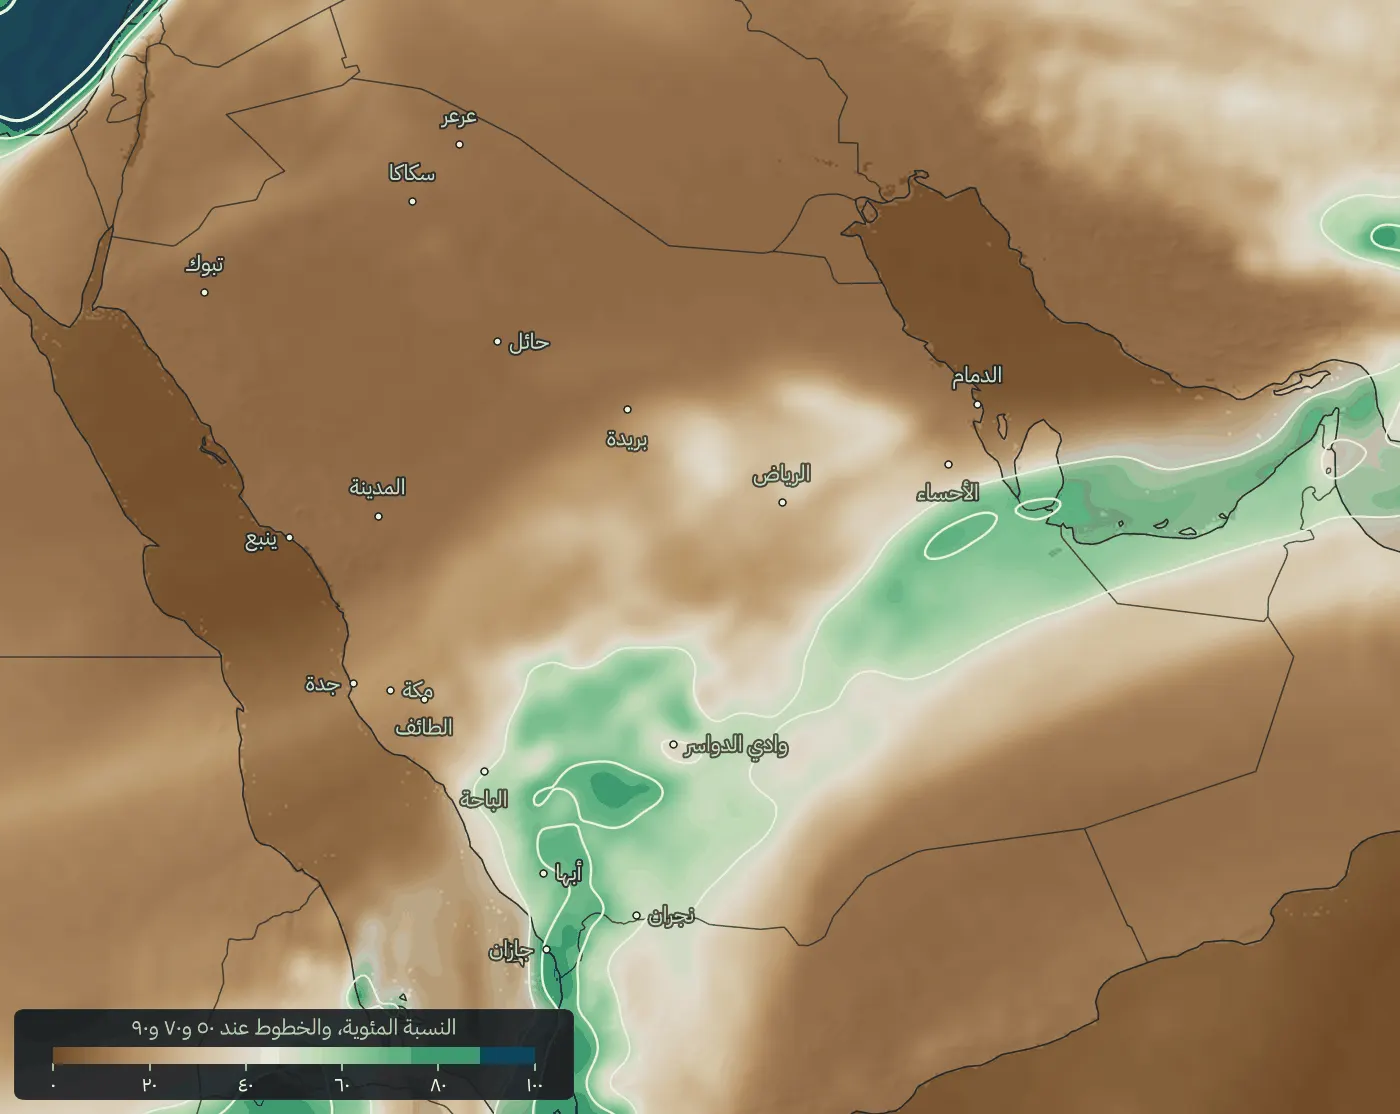 عرعر
سكاكا
تبوك
حائل
الدمام
بريدة
الرياض
الأحساء
المدينة
ينبع
جدة
مكة
الطائف
وادي الدواسر
الباحة
أبها
نجران
جازان
النسبة المئوية، والخطوط عند ٥٠ و٧٠ و٩٠
٠ ٢٠ ٤٠ ٦٠ ٨٠ ١٠٠